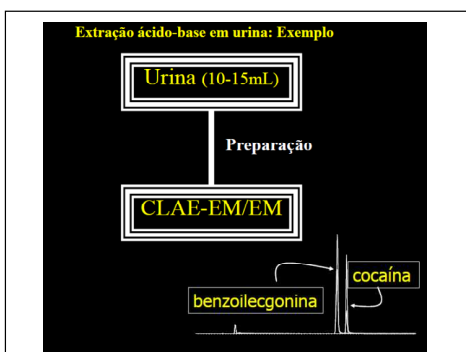 Extração ácido-base em urina: Exemplo
Urina (10-15mL)
Preparação
CLAE-EM/EM
cocaína
benzoilecgonina